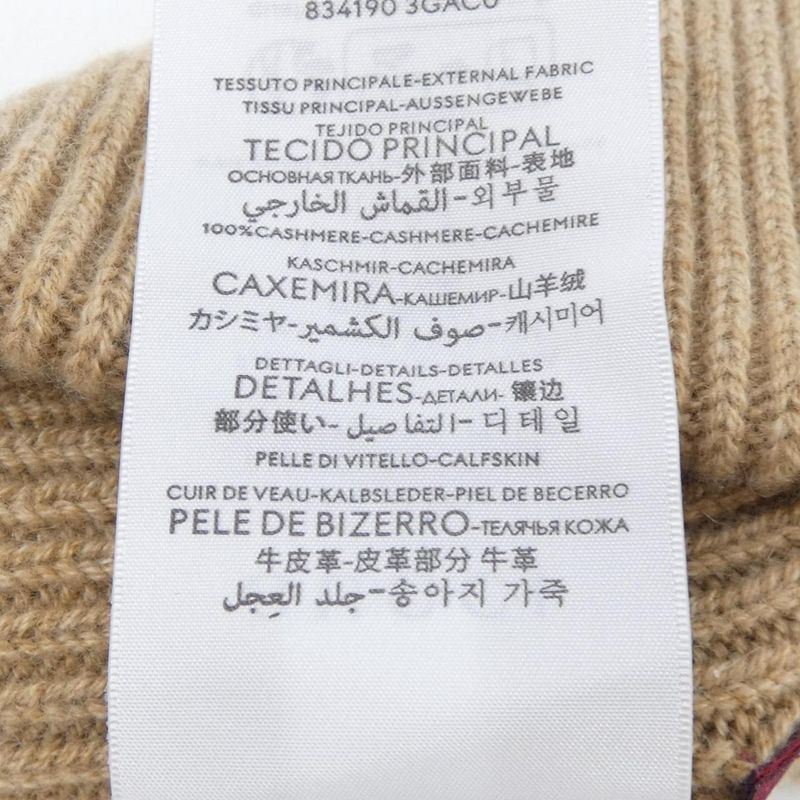 834190 3GACU
TESSUTO PRINCIPALE-EXTERNAL FABRIC
TISSU PRINCIPAL-AUSSENGEWEBE
TEJIDO PRINCIPAL
TECIDO PRINCIPAL
ОСНОВНАЯ ТКАНЬ-外部面料-表地
القماش الخارجي-외부물
100%CASHMERE-CASHMERE-CACHEMIRE
KASCHMIR-CACHEMIRA
CAXEMIRA-КАШЕМИР-山羊绒
カシミヤ-صوف الكشمير-캐시미어
DETTAGLI-DETAILS-DETALLES
DETALHES-ДЕТАЛИ-镶边
部分使い-التفاصيل-디테일
PELLE DI VITELLO-CALFSKIN
CUIR DE VEAU-KALBSLEDER-PIEL DE BECERRO
PELE DE BIZERRO-ТЕЛЯЧЬЯ КОЖА
牛皮革-皮革部分 牛革
جلد العِجل-송아지 가죽